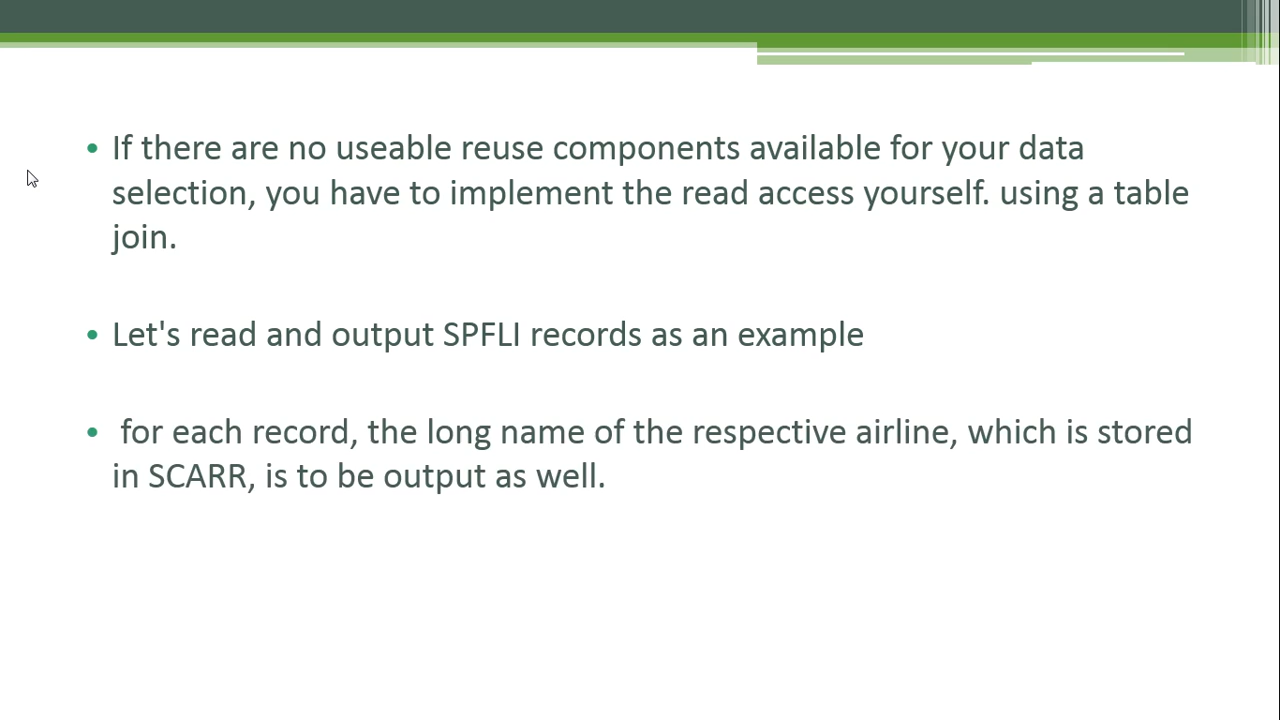 • If there are no useable reuse components available for your data
selection, you have to implement the read access yourself. using a table
join.
• Let's read and output SPFLI records as an example
• for each record, the long name of the respective airline, which is stored
in SCARR, is to be output as well.